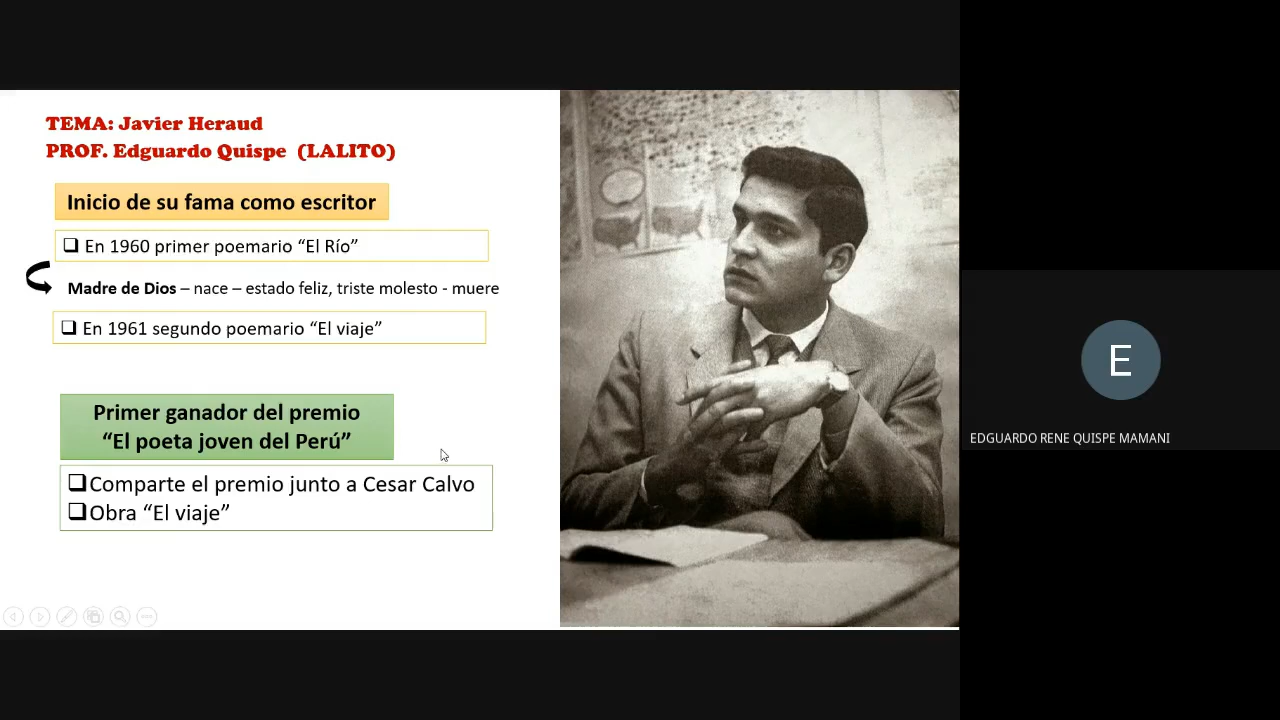 TEMA: Javier Heraud
PROF. Edguardo Quispe (LALITO)
Inicio de su fama como escritor
❑ En 1960 primer poemario “El Río”
Madre de Dios – nace – estado feliz, triste molesto - muere
❑ En 1961 segundo poemario “El viaje”
Primer ganador del premio
“El poeta joven del Perú”
❑Comparte el premio junto a Cesar Calvo
❑Obra “El viaje”
E
EDGUARDO RENE QUISPE MAMANI